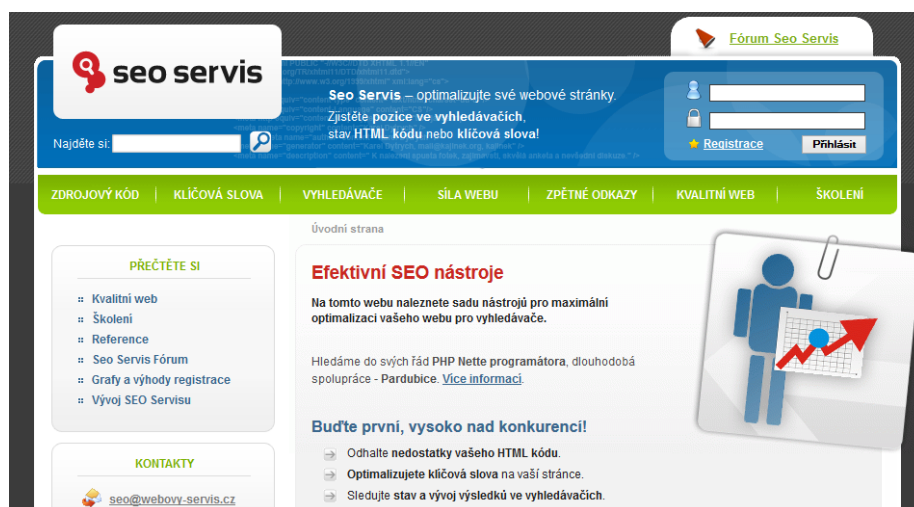 Fórum Seo Servis
seo servis
Seo Servis – optimalizujte své webové stránky.
Zjistěte pozice ve vyhledávačích,
stav HTML kódu nebo klíčová slova!
Najděte si:
Registrace
Přihlásit
ZDROJOVÝ KÓD
KLÍČOVÁ SLOVA
VYHLEDÁVAČE
SÍLA WEBU
ZPĚTNÉ ODKAZY
KVALITNÍ WEB
ŠKOLENÍ
Úvodní strana
PŘEČTĚTE SI
Kvalitní web
Školení
Reference
Seo Servis Fórum
Grafy a výhody registrace
Vývoj SEO Servisu
KONTAKTY
seo@webovy-servis.cz
Efektivní SEO nástroje
Na tomto webu naleznete sadu nástrojů pro maximální
optimalizaci vašeho webu pro vyhledávače.
Hledáme do svých řád PHP Nette programátora, dlouhodobá
spolupráce - Pardubice. Více informací.
Buďte první, vysoko nad konkurencí!
Odhalte nedostatky vašeho HTML kódu.
Optimalizujete klíčová slova na vaší stránce.
Sledujte stav a vývoj výsledků ve vyhledávačích.